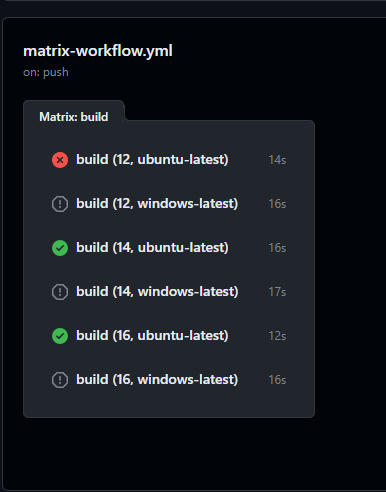 matrix-workflow.yml
on: push
Matrix: build
build (12, ubuntu-latest) 14s
build (12, windows-latest) 16s
build (14, ubuntu-latest) 16s
build (14, windows-latest) 17s
build (16, ubuntu-latest) 12s
build (16, windows-latest) 16s